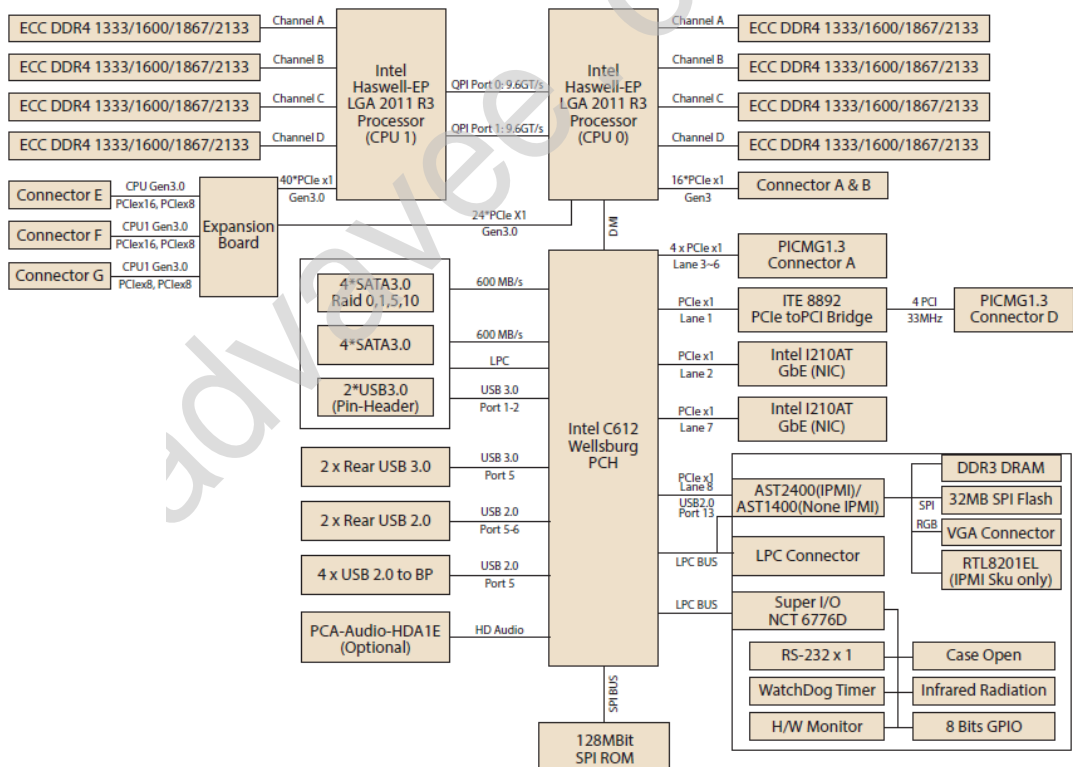 ECC DDR4 1333/1600/1867/2133
Channel A
ECC DDR4 1333/1600/1867/2133
Channel B
ECC DDR4 1333/1600/1867/2133
Channel C
ECC DDR4 1333/1600/1867/2133
Channel D
Intel
Haswell-EP
LGA 2011 R3
Processor
(CPU 1)
QPI Port 0: 9.6GT/s
QPI Port 1: 9.6GT/s
Intel
Haswell-EP
LGA 2011 R3
Processor
(CPU 0)
Channel A
ECC DDR4 1333/1600/1867/2133
Channel B
ECC DDR4 1333/1600/1867/2133
Channel C
ECC DDR4 1333/1600/1867/2133
Channel D
ECC DDR4 1333/1600/1867/2133
16*PCIe x1
Gen3
Connector A & B
Connector E
CPU Gen3.0
PCIex16, PCIex8
Connector F
CPU1 Gen3.0
PCIex16, PCIex8
Connector G
CPU1 Gen3.0
PCIex8, PCIex8
Expansion
Board
40*PCIe x1
Gen3.0
24*PCIe X1
Gen3.0
DMI
4*SATA3.0
Raid 0,1,5,10
600 MB/s
4*SATA3.0
600 MB/s
LPC
2*USB3.0
(Pin-Header)
USB 3.0
Port 1-2
2 x Rear USB 3.0
USB 3.0
Port 5
2 x Rear USB 2.0
USB 2.0
Port 5-6
4 x USB 2.0 to BP
USB 2.0
Port 5
PCA-Audio-HDA1E
(Optional)
HD Audio
Intel C612
Wellsburg
PCH
4 x PCIe x1
Lane 3~6
PICMG1.3
Connector A
PCIe x1
Lane 1
ITE 8892
PCIe toPCI Bridge
4 PCI
33MHz
PICMG1.3
Connector D
PCIe x1
Lane 2
Intel I210AT
GbE (NIC)
PCIe x1
Lane 7
Intel I210AT
GbE (NIC)
PCIe x1
Lane 8
USB2.0
Port 13
AST2400(IPMI)/
AST1400(None IPMI)
SPI
RGB
DDR3 DRAM
32MB SPI Flash
VGA Connector
RTL8201EL
(IPMI Sku only)
LPC BUS
LPC Connector
LPC BUS
Super I/O
NCT 6776D
RS-232 x 1
Case Open
WatchDog Timer
Infrared Radiation
H/W Monitor
8 Bits GPIO
SPI BUS
128MBit
SPI ROM